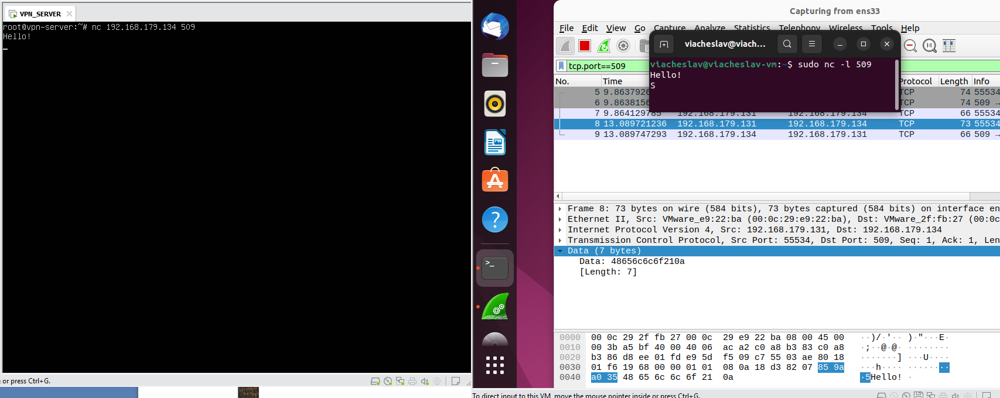 VPN_SERVER
root@vpn-server:~# nc 192.168.179.134 509
Hello!
or press Ctrl+G.
Capturing from ens33
File Edit View Go Capture Analyze Statistics Telephony Wireless Tools Help
viacheslav@viach...
tcp.port==509
viacheslav@viacheslav-vm:~$ sudo nc -l 509
Hello!
S
No. Time Protocol Length Info
5 9.8637926 TCP 74 55534
6 9.8638156 TCP 74 509 →
7 9.864129785 192.168.179.131 192.168.179.134 TCP 66 55534
8 13.089721236 192.168.179.131 192.168.179.134 TCP 73 55534
9 13.089747293 192.168.179.134 192.168.179.131 TCP 66 509 →
Frame 8: 73 bytes on wire (584 bits), 73 bytes captured (584 bits) on interface en
Ethernet II, Src: VMware_e9:22:ba (00:0c:29:e9:22:ba), Dst: VMware_2f:fb:27 (00:0c
Internet Protocol Version 4, Src: 192.168.179.131, Dst: 192.168.179.134
Transmission Control Protocol, Src Port: 55534, Dst Port: 509, Seq: 1, Ack: 1, Len
Data (7 bytes)
Data: 48656c6c6f210a
[Length: 7]
0000 00 0c 29 2f fb 27 00 0c 29 e9 22 ba 08 00 45 00 ··)/·'·· )·"···E·
0010 00 3b a5 bf 40 00 40 06 ac a2 c0 a8 b3 83 c0 a8 ·;··@·@· ········
0020 b3 86 d8 ee 01 fd e9 5d f5 09 c7 55 03 ae 80 18 ·······] ···U····
0030 01 f6 19 68 00 00 01 01 08 0a 18 d3 82 07 85 9a ···h···· ········
0040 a0 35 48 65 6c 6c 6f 21 0a ·5Hello! ·
To direct input to this VM, move the mouse pointer inside or press Ctrl+G.